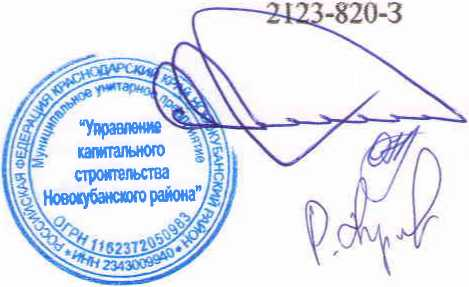 2123-820-3
РОССИЙСКАЯ ФЕДЕРАЦИЯ КРАСНОДАРСКИЙ КРАЙ НОВОКУБАНСКИЙ РАЙОН
Муниципальное унитарное предприятие
"Управление
капитального
строительства
Новокубанского района"
ОГРН 1162372050983
* ИНН 2343009940 *